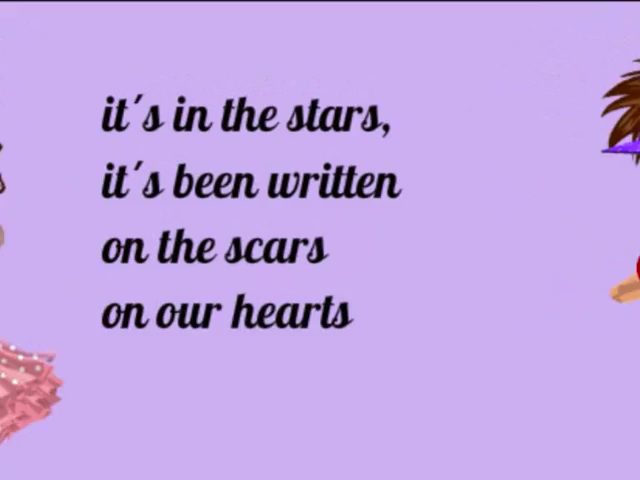 it´s in the stars,
it´s been written
on the scars
on our hearts